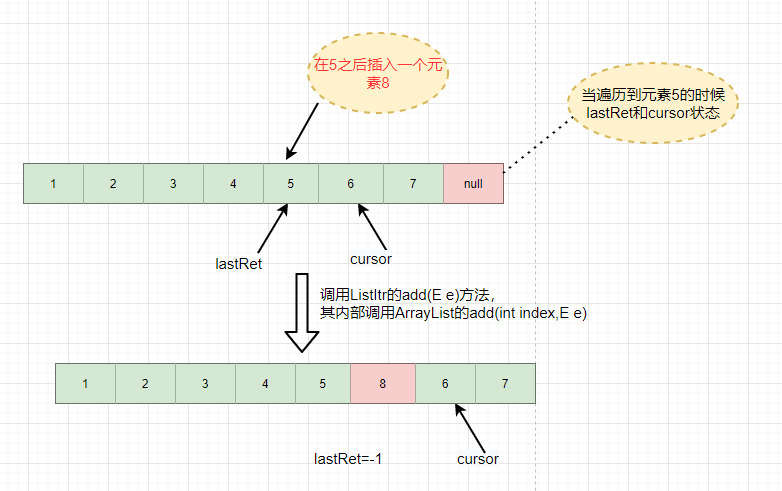 在5之后插入一个元
素8
当遍历到元素5的时候
lastRet和cursor状态
1 2 3 4 5 6 7 null
lastRet
cursor
调用ListItr的add(E e)方法，
其内部调用ArrayList的add(int index,E e)
1 2 3 4 5 8 6 7
lastRet=-1
cursor